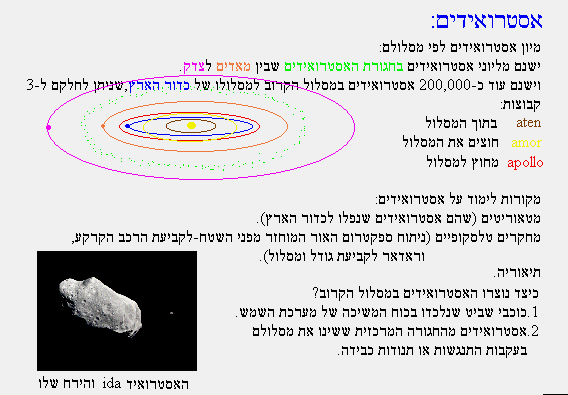 אסטרואידים:
מיון אסטרואידים לפי מסלולם:
ישנם מליוני אסטרואידים בחגורת האסטרואידים שבין מאדים לצדק.
וישנם עוד כ-200,000 אסטרואידים במסלול הקרוב למסלולו של כדור הארץ,שניתן לחלקם ל-3
קבוצות:
aten בתוך המסלול
amor חוצים את המסלול
apollo מחוץ למסלול
מקורות לימוד על אסטרואידים:
מטאוריטים (שהם אסטרואידים שנפלו לכדור הארץ).
מחקרים טלסקופיים (ניתוח ספקטרום האור המוחזר מפני השטח-לקביעת הרכב הקרקע,
וראדאר לקביעת גודל ומסלול).
תיאוריה.
כיצד נוצרו האסטרואידים במסלול הקרוב?
1.כוכבי שביט שנלכדו בכוח המשיכה של מערכת השמש.
2.אסטרואידים מהחגורה המרכזית ששינו את מסלולם
בעקבות התנגשות או תנודות כבידה.
האסטרואיד ida והירח שלו